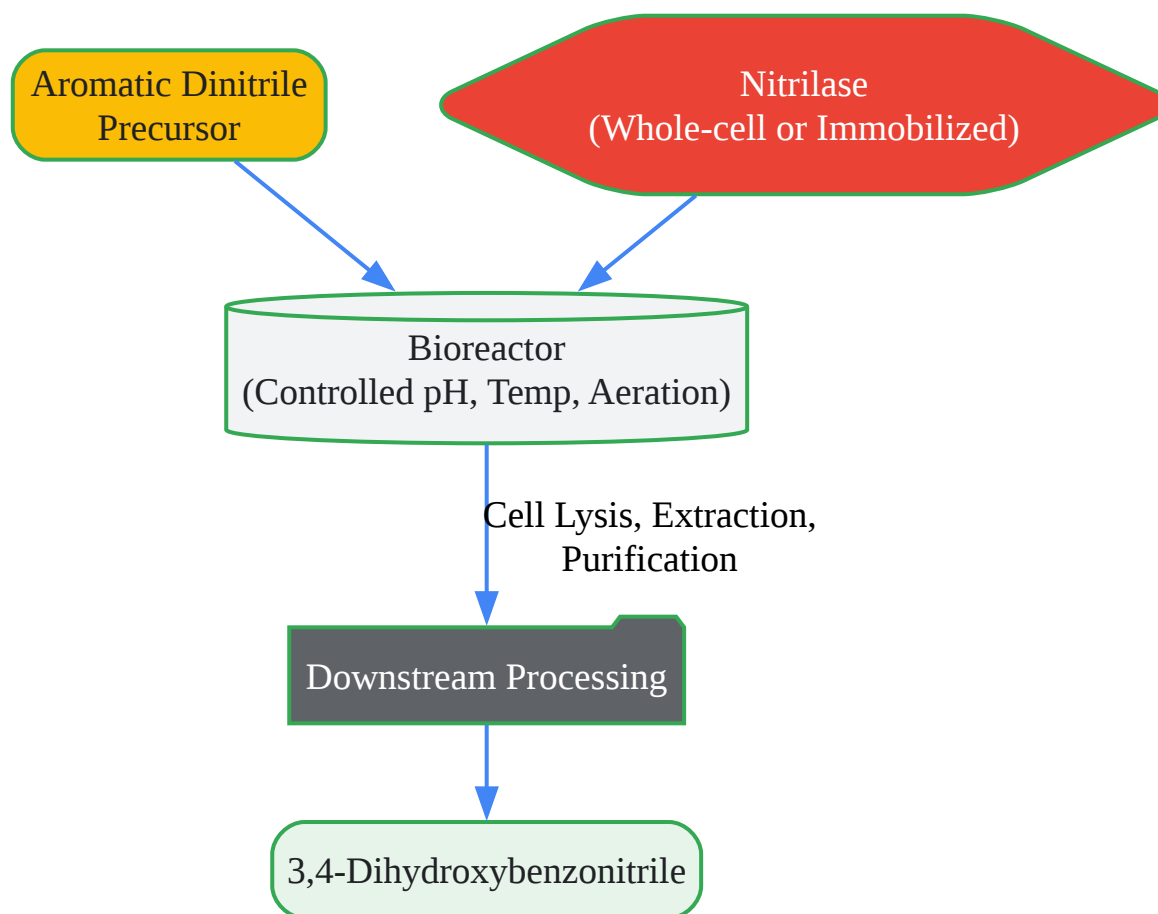 Aromatic Dinitrile
Precursor
Nitrilase
(Whole-cell or Immobilized)
Bioreactor
(Controlled pH, Temp, Aeration)
Cell Lysis, Extraction,
Purification
Downstream Processing
3,4-Dihydroxybenzonitrile